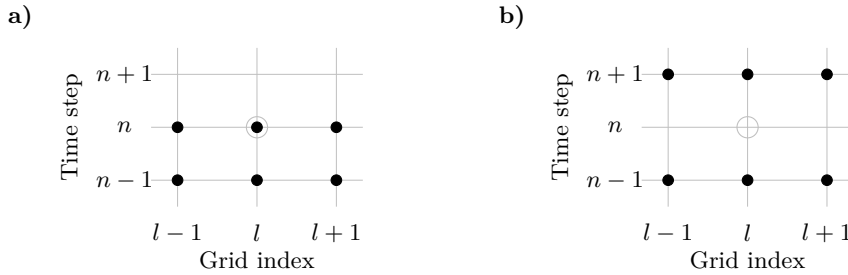 a)
Time step
n + 1
n
n − 1
l − 1 l l + 1
Grid index
b)
Time step
n + 1
n
n − 1
l − 1 l l + 1
Grid index